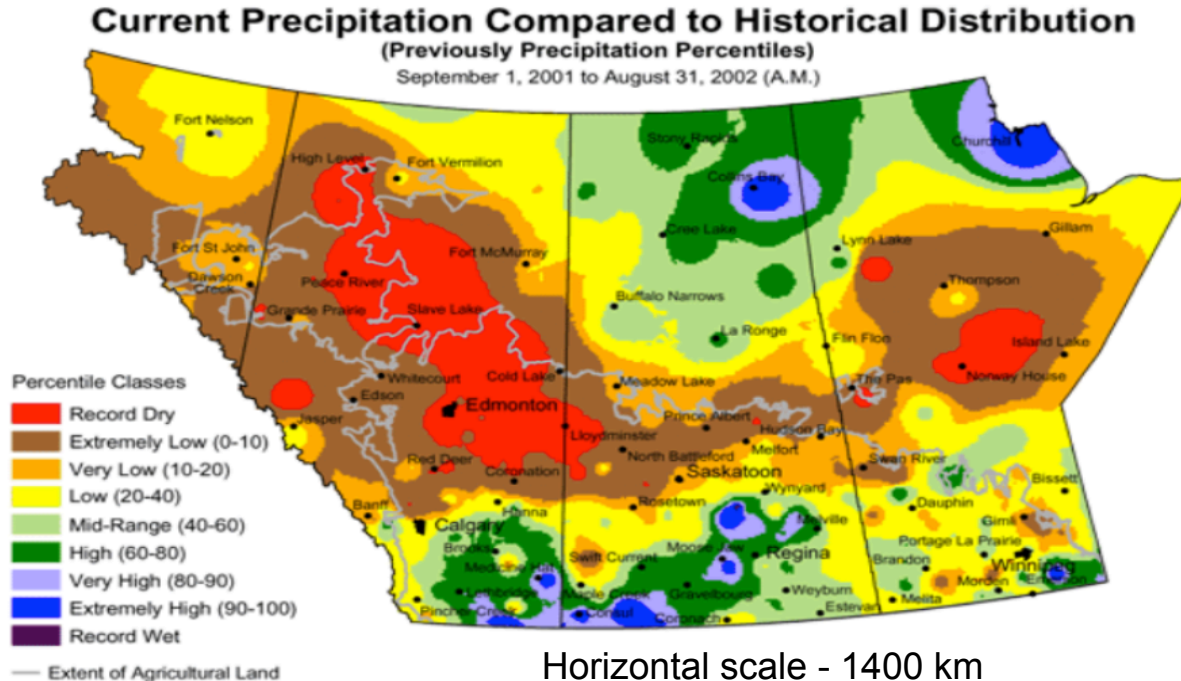 Current Precipitation Compared to Historical Distribution
(Previously Precipitation Percentiles)
September 1, 2001 to August 31, 2002 (A.M.)
Fort Nelson
Stony Rapids
Churchill
High Level
Fort Vermilion
Collins Bay
Cree Lake
Gillam
Fort St John
Fort McMurray
Lynn Lake
Dawson
Creek
Peace River
Thompson
Buffalo Narrows
Grande Prairie
Slave Lake
La Ronge
Flin Flon
Island Lake
Whitecourt
Cold Lake
Meadow Lake
The Pas
Norway House
Edson
Edmonton
Jasper
Prince Albert
Hudson Bay
Lloydminster
North Battleford
Melfort
Red Deer
Coronation
Saskatoon
Swan River
Wynyard
Bissett
Banff
Hanna
Rosetown
Dauphin
Calgary
Melville
Gimli
Brooks
Swift Current
Moose Jaw
Regina
Portage La Prairie
Medicine Hat
Brandon
Winnipeg
Lethbridge
Maple Creek
Gravelbourg
Weyburn
Morden
Emerson
Pincher Creek
Consul
Coronach
Estevan
Melita
Percentile Classes
Record Dry
Extremely Low (0-10)
Very Low (10-20)
Low (20-40)
Mid-Range (40-60)
High (60-80)
Very High (80-90)
Extremely High (90-100)
Record Wet
Extent of Agricultural Land
Horizontal scale - 1400 km